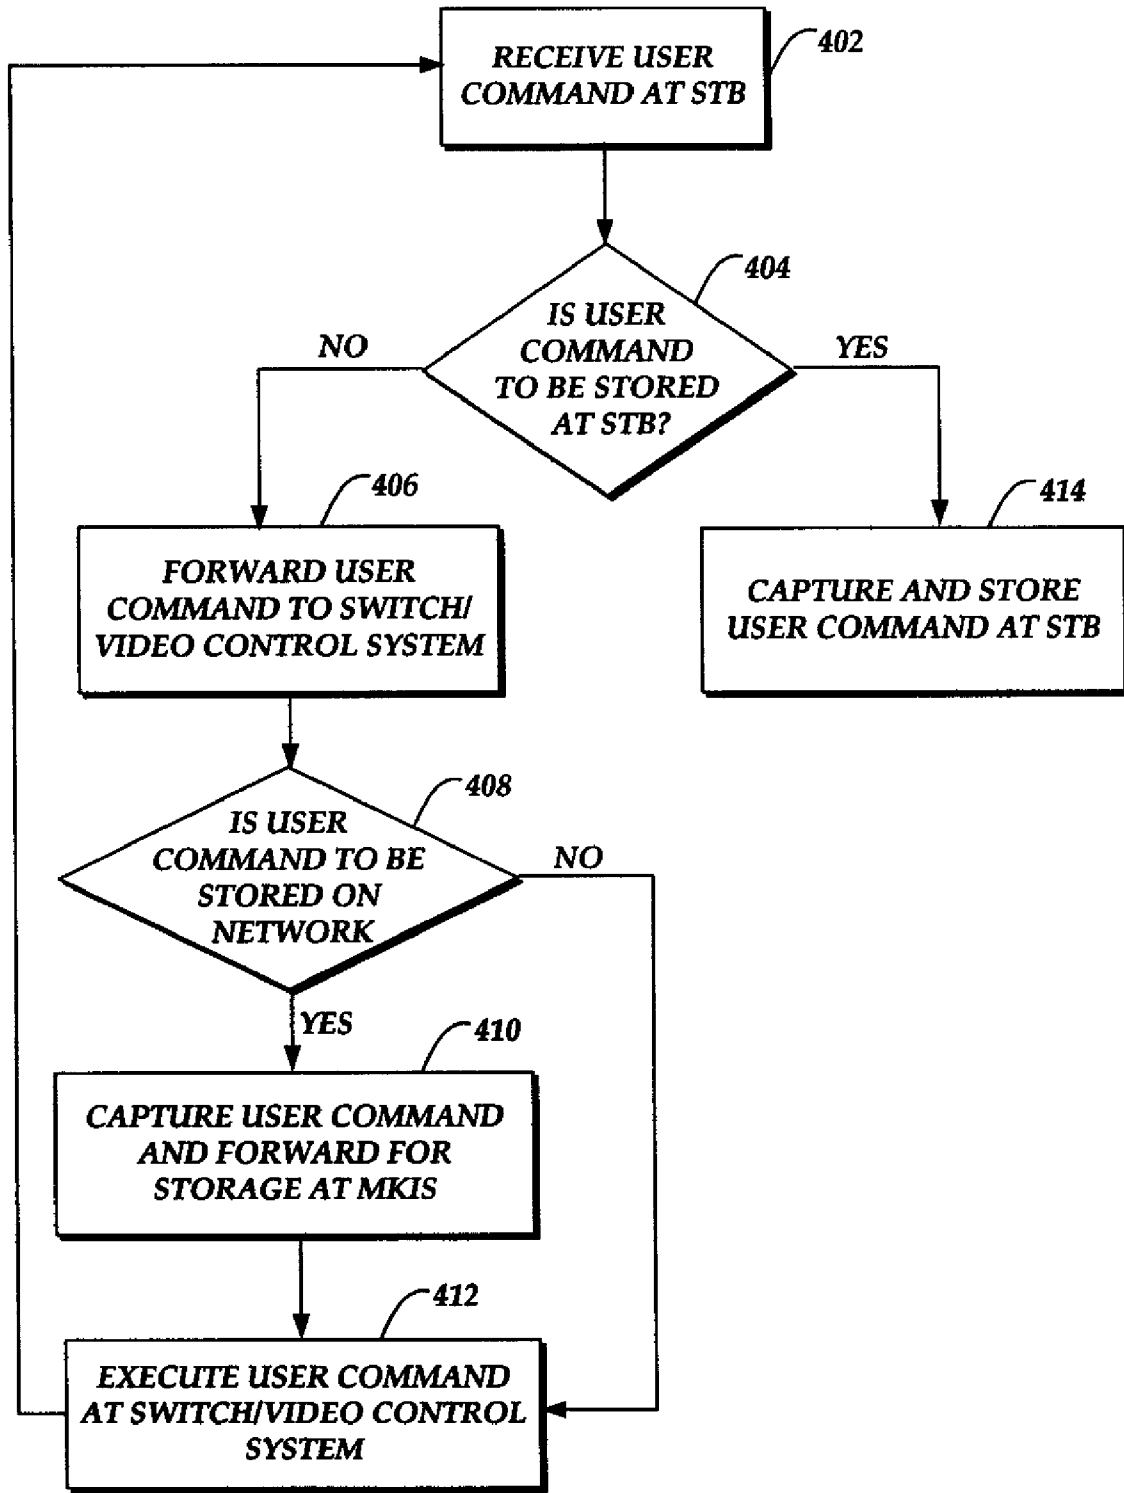 RECEIVE USER
COMMAND AT STB
402
IS USER
COMMAND
TO BE STORED
AT STB?
404
NO
YES
406
FORWARD USER
COMMAND TO SWITCH/
VIDEO CONTROL SYSTEM
414
CAPTURE AND STORE
USER COMMAND AT STB
408
IS USER
COMMAND TO BE
STORED ON
NETWORK
NO
YES
410
CAPTURE USER COMMAND
AND FORWARD FOR
STORAGE AT MKIS
412
EXECUTE USER COMMAND
AT SWITCH/VIDEO CONTROL
SYSTEM